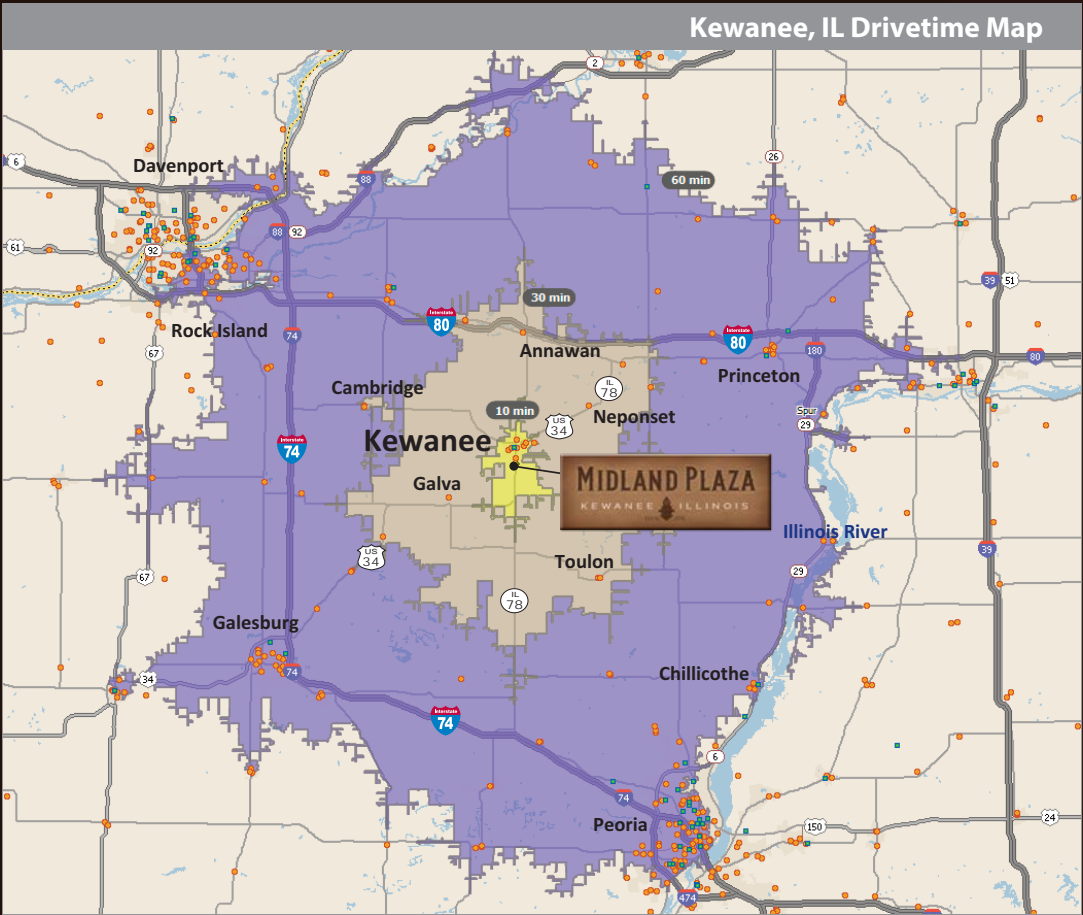 Kewanee, IL Drivetime Map
2
6
Davenport
26
88
60 min
88
92
61
92
39
51
30 min
Rock Island
74
Interstate
80
Interstate
80
180
80
67
Annawan
Princeton
Cambridge
IL
78
10 min
Neponset
Spur
29
US
34
Kewanee
Interstate
74
MIDLAND PLAZA
KEWANEE ILLINOIS
Galva
Illinois River
39
US
34
Toulon
29
67
IL
78
Galesburg
74
34
Chillicothe
Interstate
74
6
74
Peoria
150
24
474